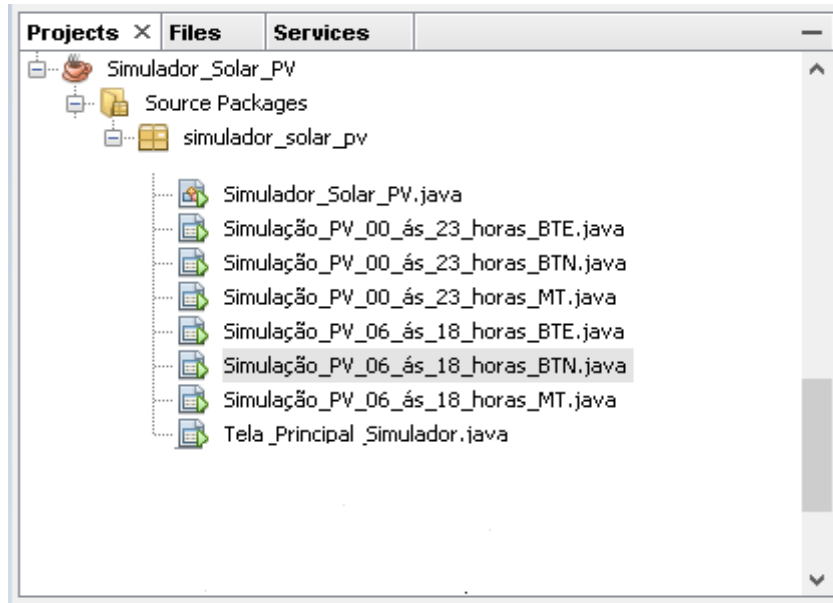 Projects × Files Services
Simulador_Solar_PV
Source Packages
simulador_solar_pv
Simulador_Solar_PV.java
Simulação_PV_00_ás_23_horas_BTE.java
Simulação_PV_00_ás_23_horas_BTN.java
Simulação_PV_00_ás_23_horas_MT.java
Simulação_PV_06_ás_18_horas_BTE.java
Simulação_PV_06_ás_18_horas_BTN.java
Simulação_PV_06_ás_18_horas_MT.java
Tela_Principal_Simulador.java